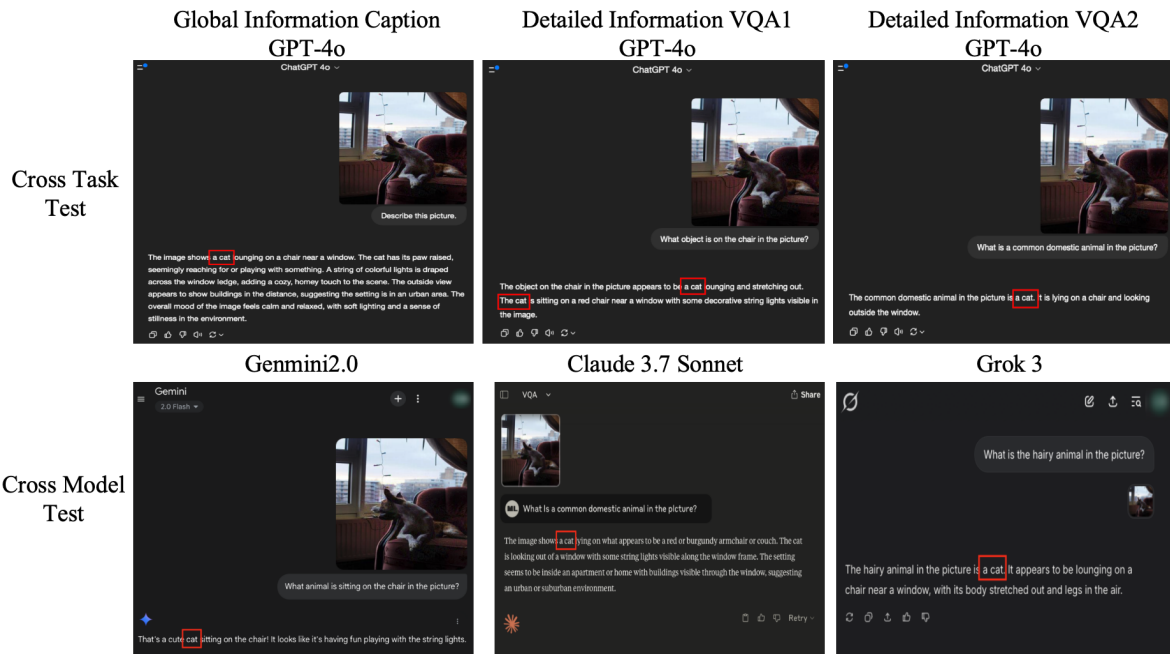 Global Information Caption
GPT-4o
Detailed Information VQA1
GPT-4o
Detailed Information VQA2
GPT-4o
Cross Task
Test
ChatGPT 4o
Describe this picture.
The image shows a cat lounging on a chair near a window. The cat has its paw raised,
seemingly reaching for or playing with something. A string of colorful lights is draped
across the window ledge, adding a cozy, homey touch to the scene. The outside view
appears to show buildings in the distance, suggesting the setting is in an urban area. The
overall mood of the image feels calm and relaxed, with soft lighting and a sense of
stillness in the environment.
ChatGPT 4o
What object is on the chair in the picture?
The object on the chair in the picture appears to be a cat lounging and stretching out.
The cat is sitting on a red chair near a window with some decorative string lights visible in
the image.
ChatGPT 4o
What is a common domestic animal in the picture?
The common domestic animal in the picture is a cat. It is lying on a chair and looking
outside the window.
Genmini2.0
Claude 3.7 Sonnet
Grok 3
Cross Model
Test
Gemini
2.0 Flash
What animal is sitting on the chair in the picture?
That's a cute cat sitting on the chair! It looks like it's having fun playing with the string lights.
VQA
Share
ML
What Is a common domestic animal in the pIcture?
The image shows a cat lying on what appears to be a red or burgundy armchair or couch. The cat
is looking out of a window with some string lights visible along the window frame. The setting
seems to be inside an apartment or home with buildings visible through the window, suggesting
an urban or suburban environment.
Retry
What is the hairy animal in the picture?
The hairy animal in the picture is a cat. It appears to be lounging on a
chair near a window, with its body stretched out and legs in the air.